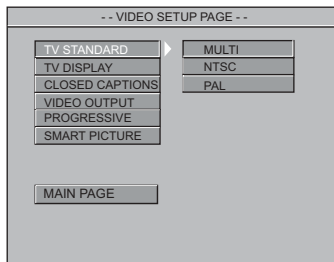 - - VIDEO SETUP PAGE - -
TV STANDARD
TV DISPLAY
CLOSED CAPTIONS
VIDEO OUTPUT
PROGRESSIVE
SMART PICTURE
MULTI
NTSC
PAL
MAIN PAGE